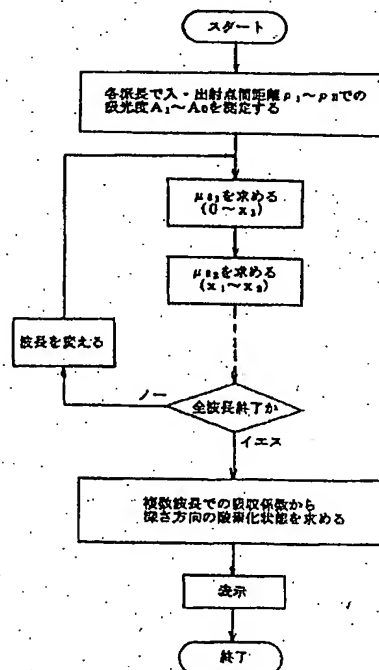 スタート
各波長で入・出射点間距離ρ₁~ρnでの
吸光度A₁~Anを測定する
μa₁を求める
(0~x₁)
μa₂を求める
(x₁~x₂)
波長を変える
ノー
全波長終了か
イエス
複数波長での吸収係数から
深さ方向の酸素化状態を求める
表示
終了